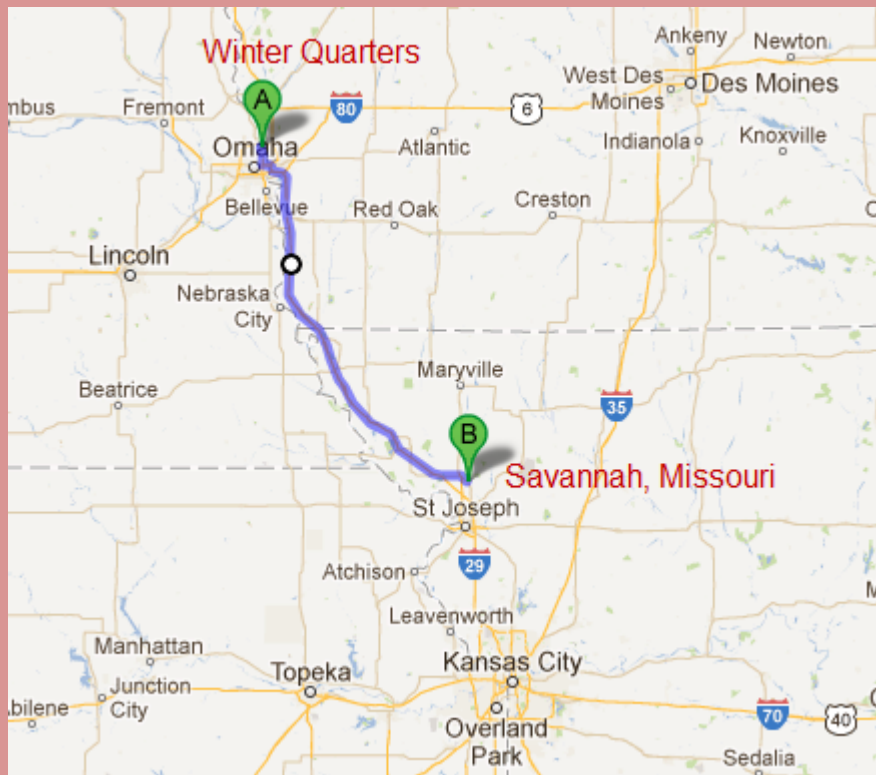 Winter Quarters
Ankeny
Newton
West Des
Moines
Des Moines
mbus
Fremont
A
80
6
Indianola
Knoxville
Omaha
Atlantic
Bellevue
Red Oak
Creston
Lincoln
Nebraska
City
Maryville
Beatrice
35
B
Savannah, Missouri
St Joseph
29
Atchison
Leavenworth
Manhattan
Topeka
Kansas City
Junction
City
bilene
Overland
Park
70
40
Sedalia